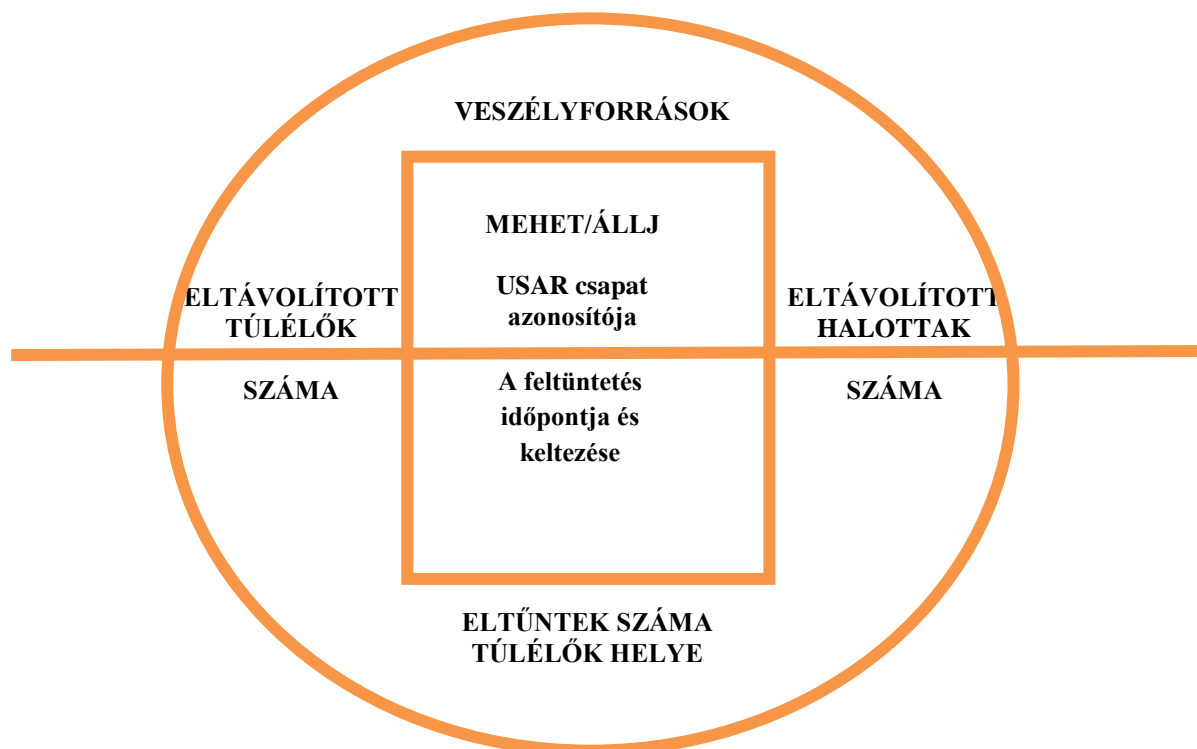 VESZÉLYFORRÁSOK
MEHET/ÁLLJ
USAR csapat
azonosítója
ELTÁVOLÍTOTT
TÚLÉLŐK
SZÁMA
ELTÁVOLÍTOTT
HALOTTAK
SZÁMA
A feltüntetés
időpontja és
keltezése
ELTŰNTEK SZÁMA
TÚLÉLŐK HELYE